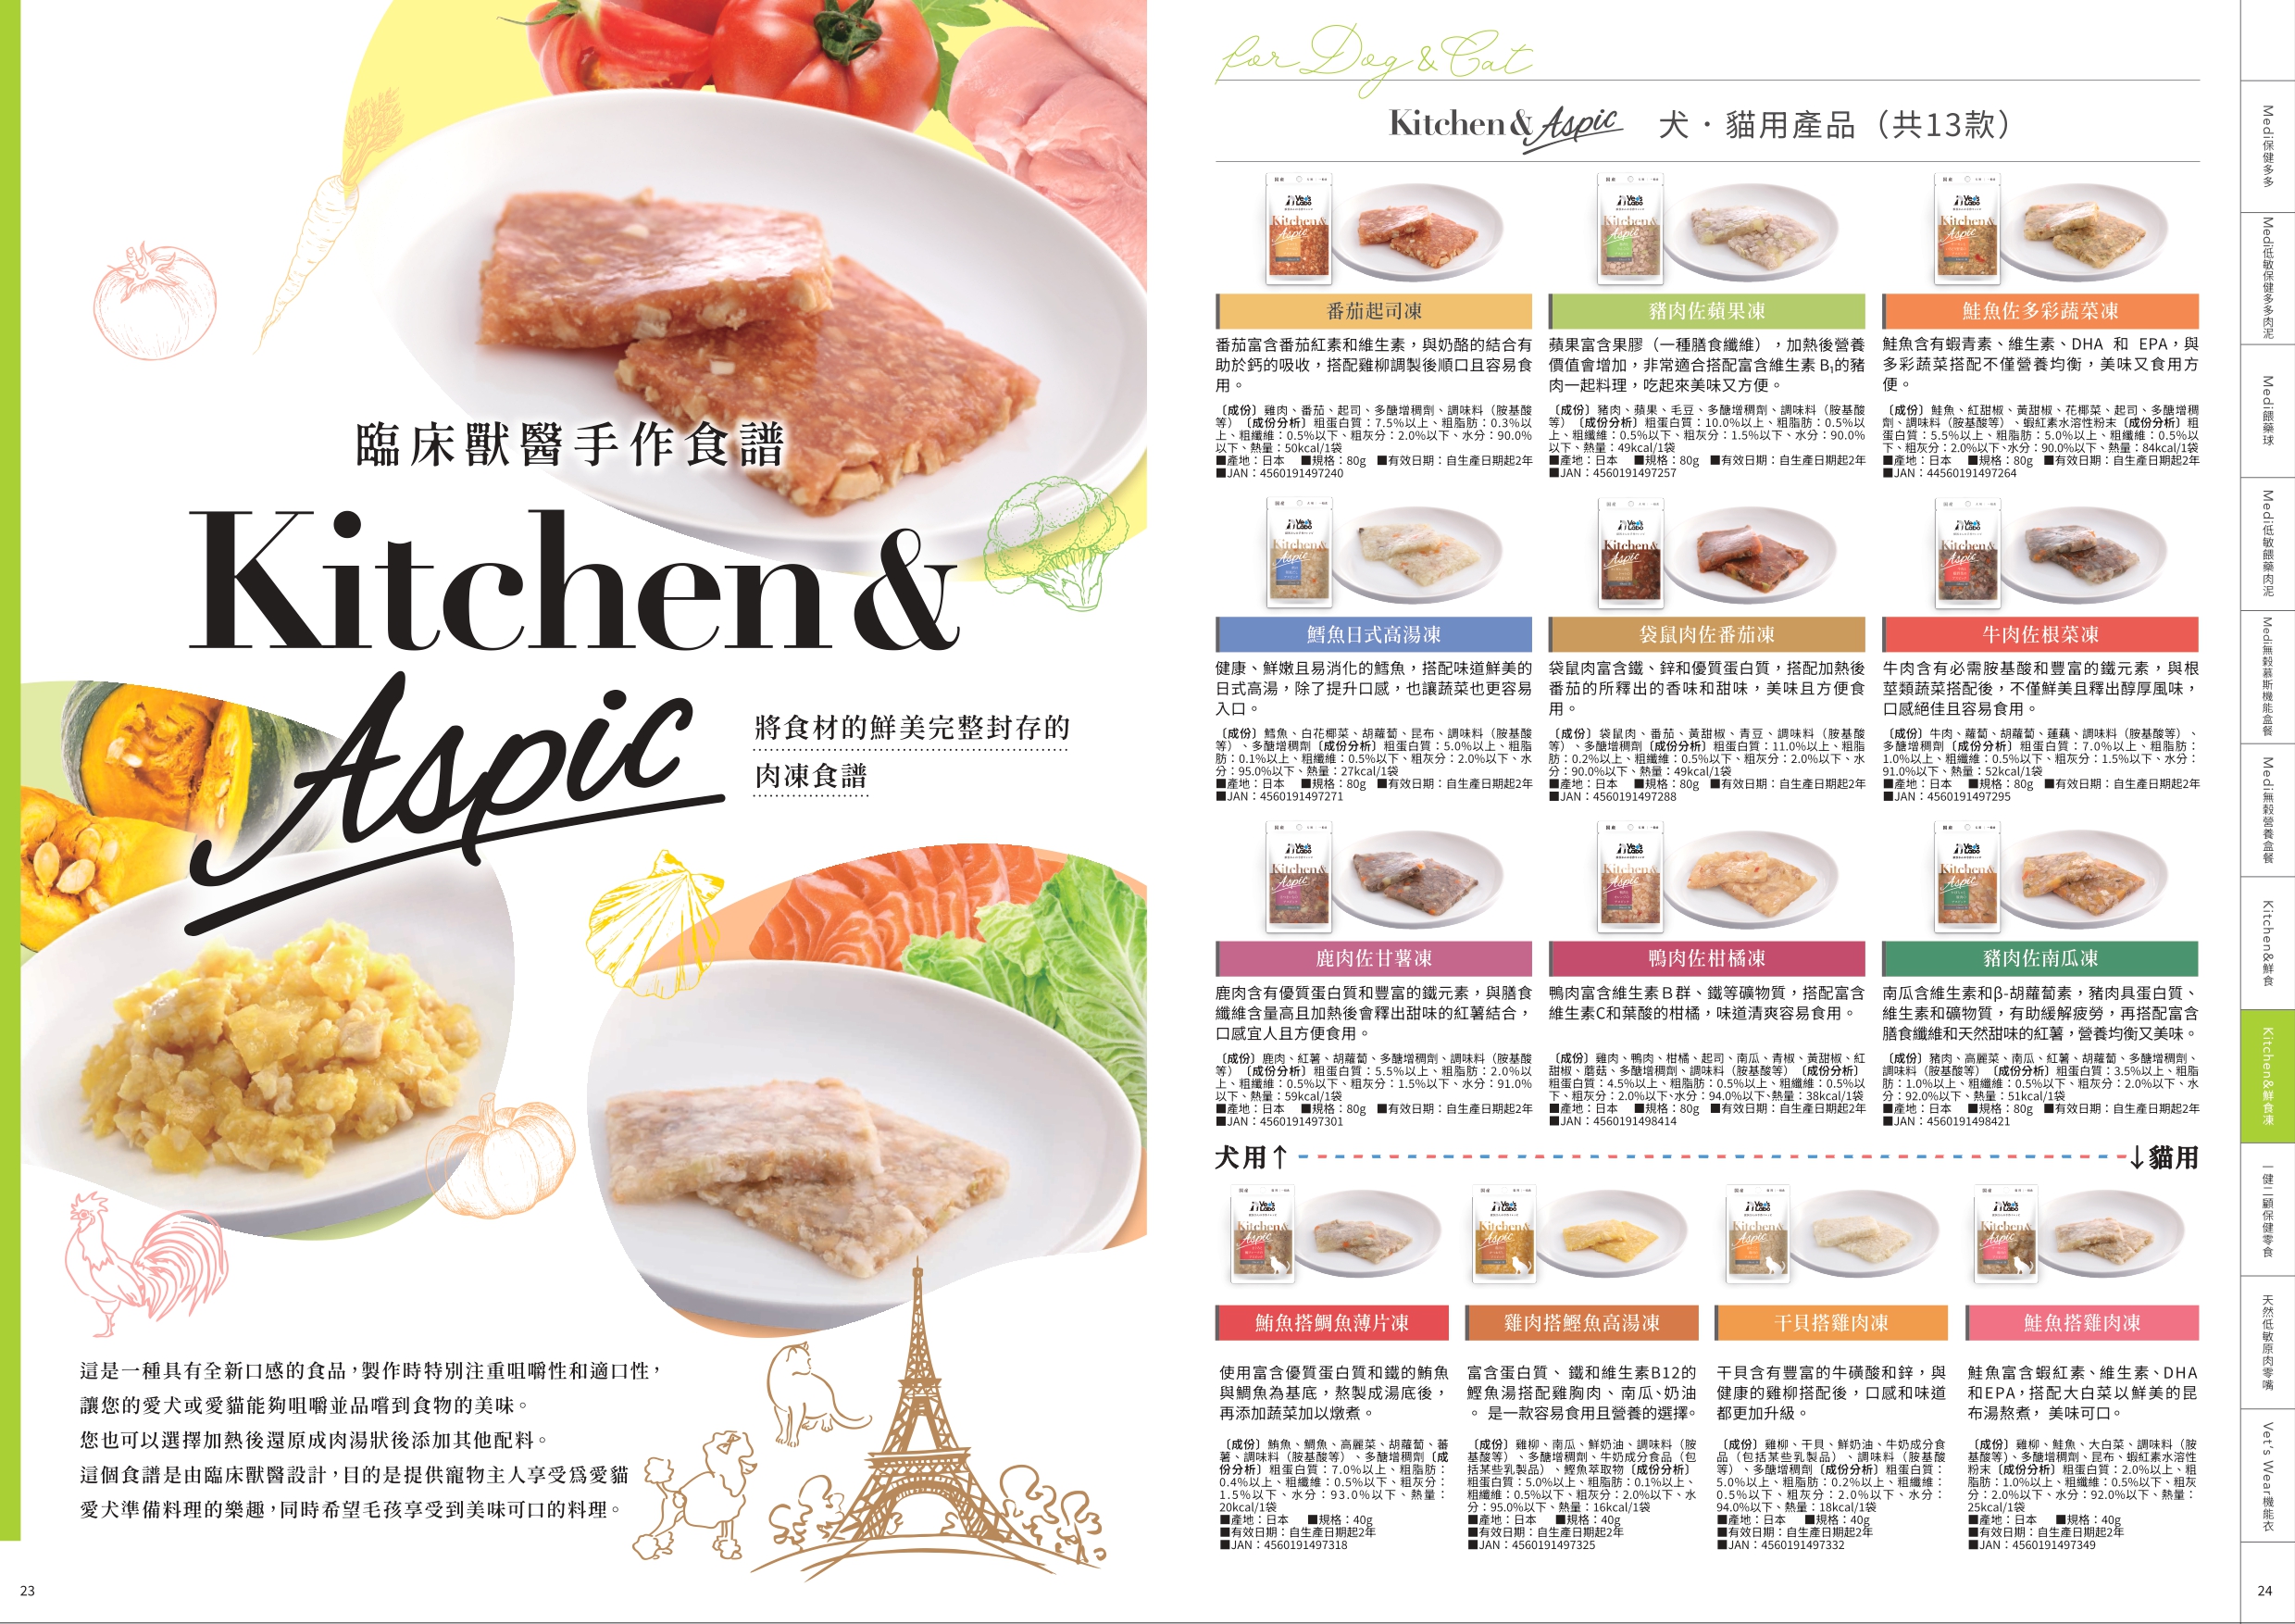 臨床獸醫手作食譜
Kitchen &
Aspic
將食材的鮮美完整封存的
肉凍食譜
這是一種具有全新口感的食品，製作時特別注重咀嚼性和適口性，
讓您的愛犬或愛貓能夠咀嚼並品嚐到食物的美味。
您也可以選擇加熱後還原成肉湯狀後添加其他配料。
這個食譜是由臨床獸醫設計，目的是提供寵物主人享受爲愛貓
愛犬準備料理的樂趣，同時希望毛孩享受到美味可口的料理。
23
for Dog & Cat
Kitchen & Aspic 犬・貓用產品（共13款）
番茄起司凍
番茄富含番茄紅素和維生素，與奶酪的結合有
助於鈣的吸收，搭配雞柳調製後順口且容易食
用。
〔成份〕雞肉、番茄、起司、多醣增稠劑、調味料（胺基酸
等）〔成份分析〕粗蛋白質：7.5%以上、粗脂肪：0.3%以
上、粗纖維：0.5%以下、粗灰分：2.0%以下、水分：90.0%
以下、熱量：50kcal/1袋
■產地：日本 ■規格：80g ■有效日期：自生產日期起2年
■JAN：4560191497240
豬肉佐蘋果凍
蘋果富含果膠（一種膳食纖維），加熱後營養
價值會增加，非常適合搭配富含維生素 B₁的豬
肉一起料理，吃起來美味又方便。
〔成份〕豬肉、蘋果、毛豆、多醣增稠劑、調味料（胺基酸
等）〔成份分析〕粗蛋白質：10.0%以上、粗脂肪：0.5%以
上、粗纖維：0.5%以下、粗灰分：1.5%以下、水分：90.0%
以下、熱量：49kcal/1袋
■產地：日本 ■規格：80g ■有效日期：自生產日期起2年
■JAN：4560191497257
鮭魚佐多彩蔬菜凍
鮭魚含有蝦青素、維生素、DHA 和 EPA，與
多彩蔬菜搭配不僅營養均衡，美味又食用方
便。
〔成份〕鮭魚、紅甜椒、黃甜椒、花椰菜、起司、多醣增稠
劑、調味料（胺基酸等）、蝦紅素水溶性粉末〔成份分析〕粗
蛋白質：5.5%以上、粗脂肪：5.0%以上、粗纖維：0.5%以
下、粗灰分：2.0%以下、水分：90.0%以下、熱量：84kcal/1袋
■產地：日本 ■規格：80g ■有效日期：自生產日期起2年
■JAN：44560191497264
鱈魚日式高湯凍
健康、鮮嫩且易消化的鱈魚，搭配味道鮮美的
日式高湯，除了提升口感，也讓蔬菜也更容易
入口。
〔成份〕鱈魚、白花椰菜、胡蘿蔔、昆布、調味料（胺基酸
等）、多醣增稠劑〔成份分析〕粗蛋白質：5.0%以上、粗脂
肪：0.1%以上、粗纖維：0.5%以下、粗灰分：2.0%以下、水
分：95.0%以下、熱量：27kcal/1袋
■產地：日本 ■規格：80g ■有效日期：自生產日期起2年
■JAN：4560191497271
袋鼠肉佐番茄凍
袋鼠肉富含鐵、鋅和優質蛋白質，搭配加熱後
番茄的所釋出的香味和甜味，美味且方便食
用。
〔成份〕袋鼠肉、番茄、黃甜椒、青豆、調味料（胺基酸
等）、多醣增稠劑〔成份分析〕粗蛋白質：11.0%以上、粗脂
肪：0.2%以上、粗纖維：0.5%以下、粗灰分：2.0%以下、水
分：90.0%以下、熱量：49kcal/1袋
■產地：日本 ■規格：80g ■有效日期：自生產日期起2年
■JAN：4560191497288
牛肉佐根菜凍
牛肉含有必需胺基酸和豐富的鐵元素，與根
莖類蔬菜搭配後，不僅鮮美且釋出醇厚風味，
口感絕佳且容易食用。
〔成份〕牛肉、蘿蔔、胡蘿蔔、蓮藕、調味料（胺基酸等）、
多醣增稠劑〔成份分析〕粗蛋白質：7.0%以上、粗脂肪：
1.0%以上、粗纖維：0.5%以下、粗灰分：1.5%以下、水分：
91.0%以下、熱量：52kcal/1袋
■產地：日本 ■規格：80g ■有效日期：自生產日期起2年
■JAN：4560191497295
鹿肉佐甘薯凍
鹿肉含有優質蛋白質和豐富的鐵元素，與膳食
纖維含量高且加熱後會釋出甜味的紅薯結合，
口感宜人且方便食用。
〔成份〕鹿肉、紅薯、胡蘿蔔、多醣增稠劑、調味料（胺基酸
等）〔成份分析〕粗蛋白質：5.5%以上、粗脂肪：2.0%以
上、粗纖維：0.5%以下、粗灰分：1.5%以下、水分：91.0%
以下、熱量：59kcal/1袋
■產地：日本 ■規格：80g ■有效日期：自生產日期起2年
■JAN：4560191497301
鴨肉佐柑橘凍
鴨肉富含維生素Ｂ群、鐵等礦物質，搭配富含
維生素C和葉酸的柑橘，味道清爽容易食用。
〔成份〕雞肉、鴨肉、柑橘、起司、南瓜、青椒、黃甜椒、紅
甜椒、蘑菇、多醣增稠劑、調味料（胺基酸等）〔成份分析〕
粗蛋白質：4.5%以上、粗脂肪：0.5%以上、粗纖維：0.5%以
下、粗灰分：2.0%以下、水分：94.0%以下、熱量：38kcal/1袋
■產地：日本 ■規格：80g ■有效日期：自生產日期起2年
■JAN：4560191498414
豬肉佐南瓜凍
南瓜含維生素和β-胡蘿蔔素，豬肉具蛋白質、
維生素和礦物質，有助緩解疲勞，再搭配富含
膳食纖維和天然甜味的紅薯，營養均衡又美味。
〔成份〕豬肉、高麗菜、南瓜、紅薯、胡蘿蔔、多醣增稠劑、
調味料（胺基酸等）〔成份分析〕粗蛋白質：3.5%以上、粗脂
肪：1.0%以上、粗纖維：0.5%以下、粗灰分：2.0%以下、水
分：92.0%以下、熱量：51kcal/1袋
■產地：日本 ■規格：80g ■有效日期：自生產日期起2年
■JAN：4560191498421
犬用↑
↓貓用
鮪魚搭鯛魚薄片凍
使用富含優質蛋白質和鐵的鮪魚
與鯛魚為基底，熬製成湯底後，
再添加蔬菜加以燉煮。
〔成份〕鮪魚、鯛魚、高麗菜、胡蘿蔔、蕃
薯、調味料（胺基酸等）、多醣增稠劑〔成
份分析〕粗蛋白質：7.0%以上、粗脂肪：
0.4%以上、粗纖維：0.5%以下、粗灰分：
1.5%以下、水分：93.0%以下、熱量：
20kcal/1袋
■產地：日本 ■規格：40g
■有效日期：自生產日期起2年
■JAN：4560191497318
雞肉搭鰹魚高湯凍
富含蛋白質、 鐵和維生素B12的
鰹魚湯搭配雞胸肉、南瓜、奶油
。 是一款容易食用且營養的選擇。
〔成份〕雞柳、南瓜、鮮奶油、調味料（胺
基酸等）、多醣增稠劑、牛奶成分食品（包
括某些乳製品）、鰹魚萃取物〔成份分析〕
粗蛋白質：5.0%以上、粗脂肪：0.1%以上、
粗纖維：0.5%以下、粗灰分：2.0%以下、水
分：95.0%以下、熱量：16kcal/1袋
■產地：日本 ■規格：40g
■有效日期：自生產日期起2年
■JAN：4560191497325
干貝搭雞肉凍
干貝含有豐富的牛磺酸和鋅，與
健康的雞柳搭配後，口感和味道
都更加升級。
〔成份〕雞柳、干貝、鮮奶油、牛奶成分食
品（包括某些乳製品）、調味料（胺基酸
等）、多醣增稠劑〔成份分析〕粗蛋白質：
5.0%以上、粗脂肪：0.2%以上、粗纖維：
0.5%以下、粗灰分：2.0%以下、水分：
94.0%以下、熱量：18kcal/1袋
■產地：日本 ■規格：40g
■有效日期：自生產日期起2年
■JAN：4560191497332
鮭魚搭雞肉凍
鮭魚富含蝦紅素、維生素、DHA
和EPA，搭配大白菜以鮮美的昆
布湯熬煮， 美味可口。
〔成份〕雞柳、鮭魚、大白菜、調味料（胺
基酸等）、多醣增稠劑、昆布、蝦紅素水溶性
粉末〔成份分析〕粗蛋白質：2.0%以上、粗
脂肪：1.0%以上、粗纖維：0.5%以下、粗灰
分：2.0%以下、水分：92.0%以下、熱量：
25kcal/1袋
■產地：日本 ■規格：40g
■有效日期：自生產日期起2年
■JAN：4560191497349
Medi保健多多
Medi低敏保健多多肉泥
Medi餵藥球
Medi低敏餵藥肉泥
Medi無榖慕斯機能盒餐
Medi無榖營養盒餐
Kitchen&鮮食
Kitchen&鮮食凍
一健二顧保健零食
天然低敏原肉零嘴
Vet's Wear機能衣
24